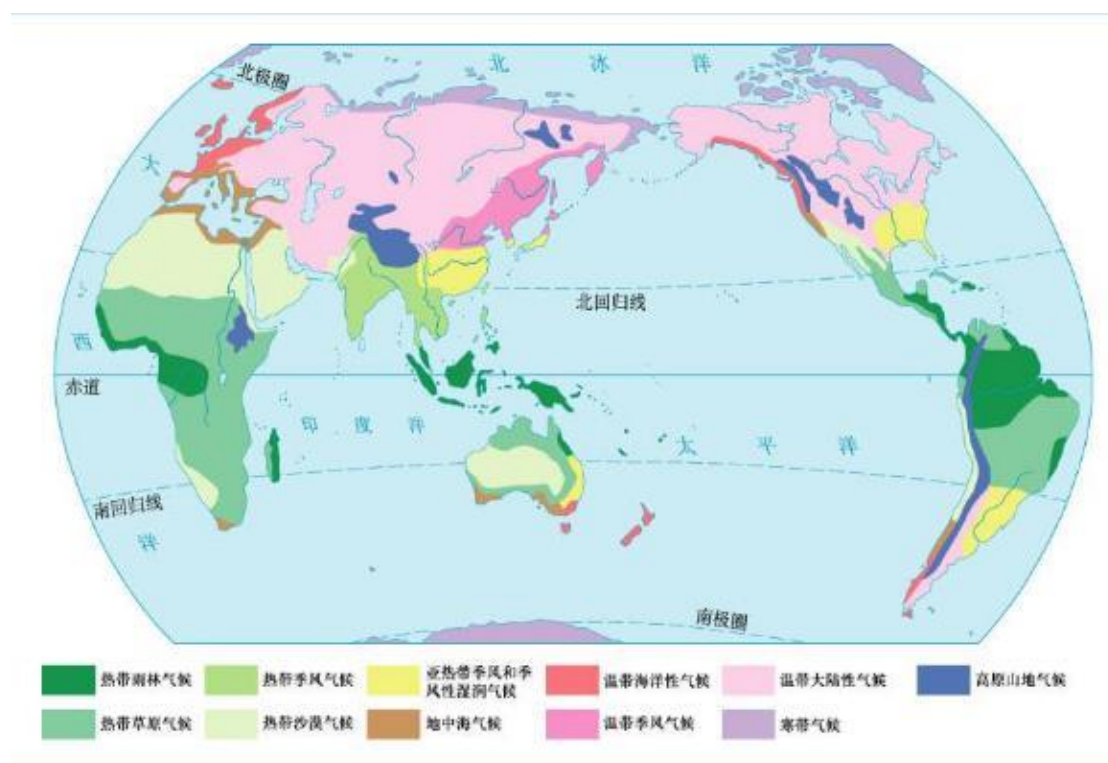 北冰洋
北极圈
大
北回归线
西
赤道
印度洋
太平洋
南回归线
洋
南极圈
热带雨林气候
热带季风气候
亚热带季风和季
风性湿润气候
温带海洋性气候
温带大陆性气候
高原山地气候
热带草原气候
热带沙漠气候
地中海气候
温带季风气候
寒带气候